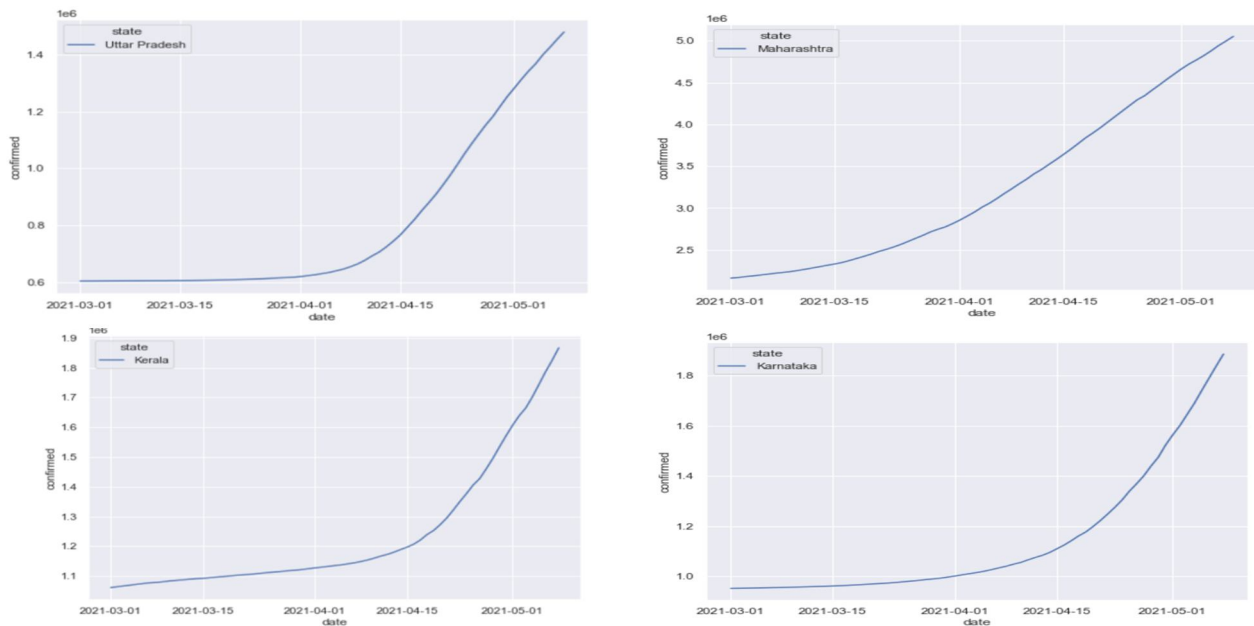 1e6
state
Uttar Pradesh
1.4
1.2
1.0
0.8
0.6
confirmed
2021-03-01 2021-03-15 2021-04-01 2021-04-15 2021-05-01
date
1e6
state
Maharashtra
5.0
4.5
4.0
3.5
3.0
2.5
confirmed
2021-03-01 2021-03-15 2021-04-01 2021-04-15 2021-05-01
date
1e6
state
Kerala
1.9
1.8
1.7
1.6
1.5
1.4
1.3
1.2
1.1
confirmed
2021-03-01 2021-03-15 2021-04-01 2021-04-15 2021-05-01
date
1e6
state
Karnataka
1.8
1.6
1.4
1.2
1.0
confirmed
2021-03-01 2021-03-15 2021-04-01 2021-04-15 2021-05-01
date